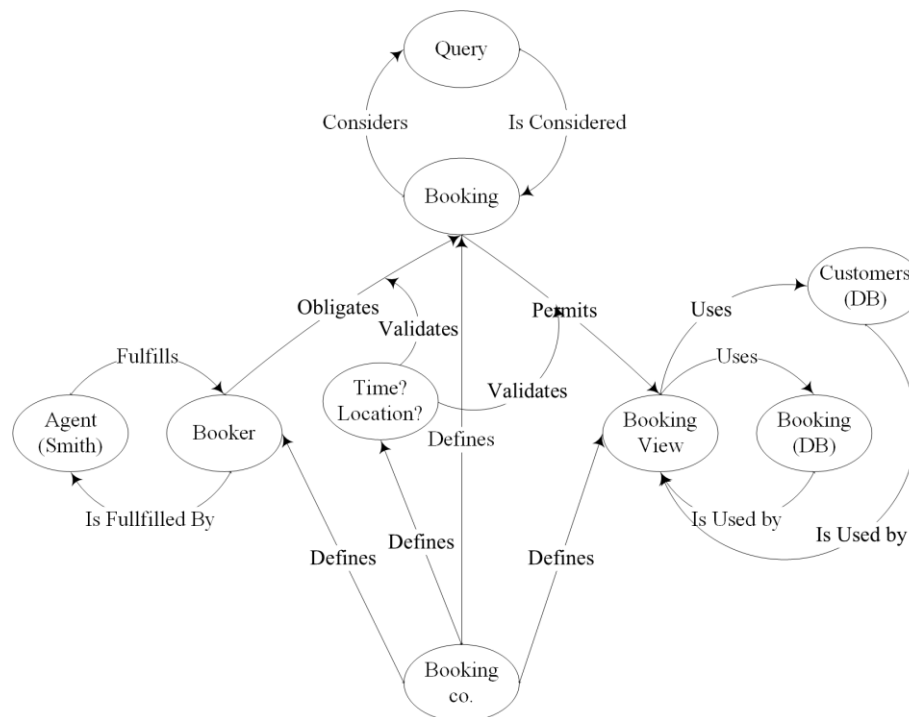 Query
Considers
Is Considered
Booking
Customers
(DB)
Obligates
Permits
Uses
Validates
Fulfills
Uses
Time?
Location?
Validates
Agent
(Smith)
Booker
Defines
Booking
View
Booking
(DB)
Is Fullfilled By
Is Used by
Is Used by
Defines
Defines
Defines
Booking
co.